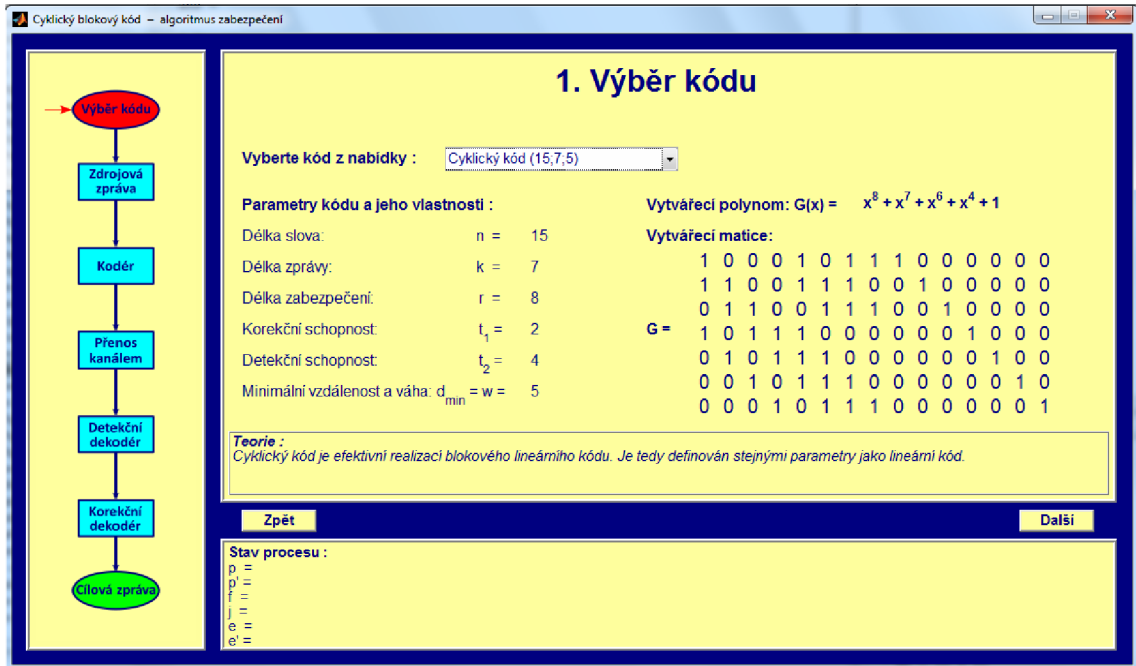 Cyklický blokový kód – algoritmus zabezpečení
Výběr kódu
Zdrojová
zpráva
Kodér
Přenos
kanálem
Detekční
dekodér
Korekční
dekodér
Cílová zpráva
1. Výběr kódu
Vyberte kód z nabídky : Cyklický kód (15;7;5)
Parametry kódu a jeho vlastnosti :
Délka slova: n = 15
Délka zprávy: k = 7
Délka zabezpečení: r = 8
Korekční schopnost: t₁ = 2
Detekční schopnost: t₂ = 4
Minimální vzdálenost a váha: d_min = w = 5
Vytvářecí polynom: G(x) = x⁸ + x⁷ + x⁶ + x⁴ + 1
Vytvářecí matice:
G =
1 0 0 0 1 0 1 1 1 0 0 0 0 0 0
1 1 0 0 1 1 1 0 0 1 0 0 0 0 0
0 1 1 0 0 1 1 1 0 0 1 0 0 0 0
1 0 1 1 1 0 0 0 0 0 0 1 0 0 0
0 1 0 1 1 1 0 0 0 0 0 0 1 0 0
0 0 1 0 1 1 1 0 0 0 0 0 0 1 0
0 0 0 1 0 1 1 1 0 0 0 0 0 0 1
Teorie :
Cyklický kód je efektivní realizací blokového lineárního kódu. Je tedy definován stejnými parametry jako lineární kód.
Zpět
Další
Stav procesu :
p =
p' =
f =
j =
e =
e' =